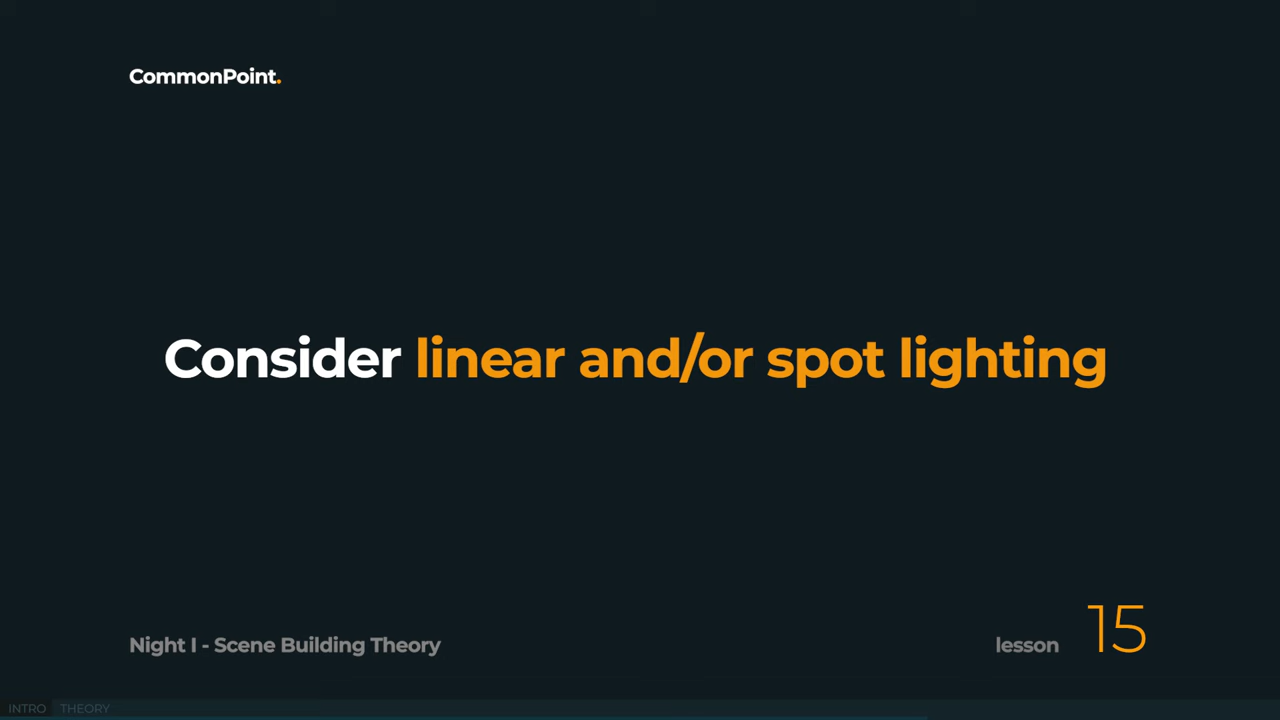 CommonPoint.
Consider linear and/or spot lighting
Night I - Scene Building Theory
lesson 15
INTRO THEORY